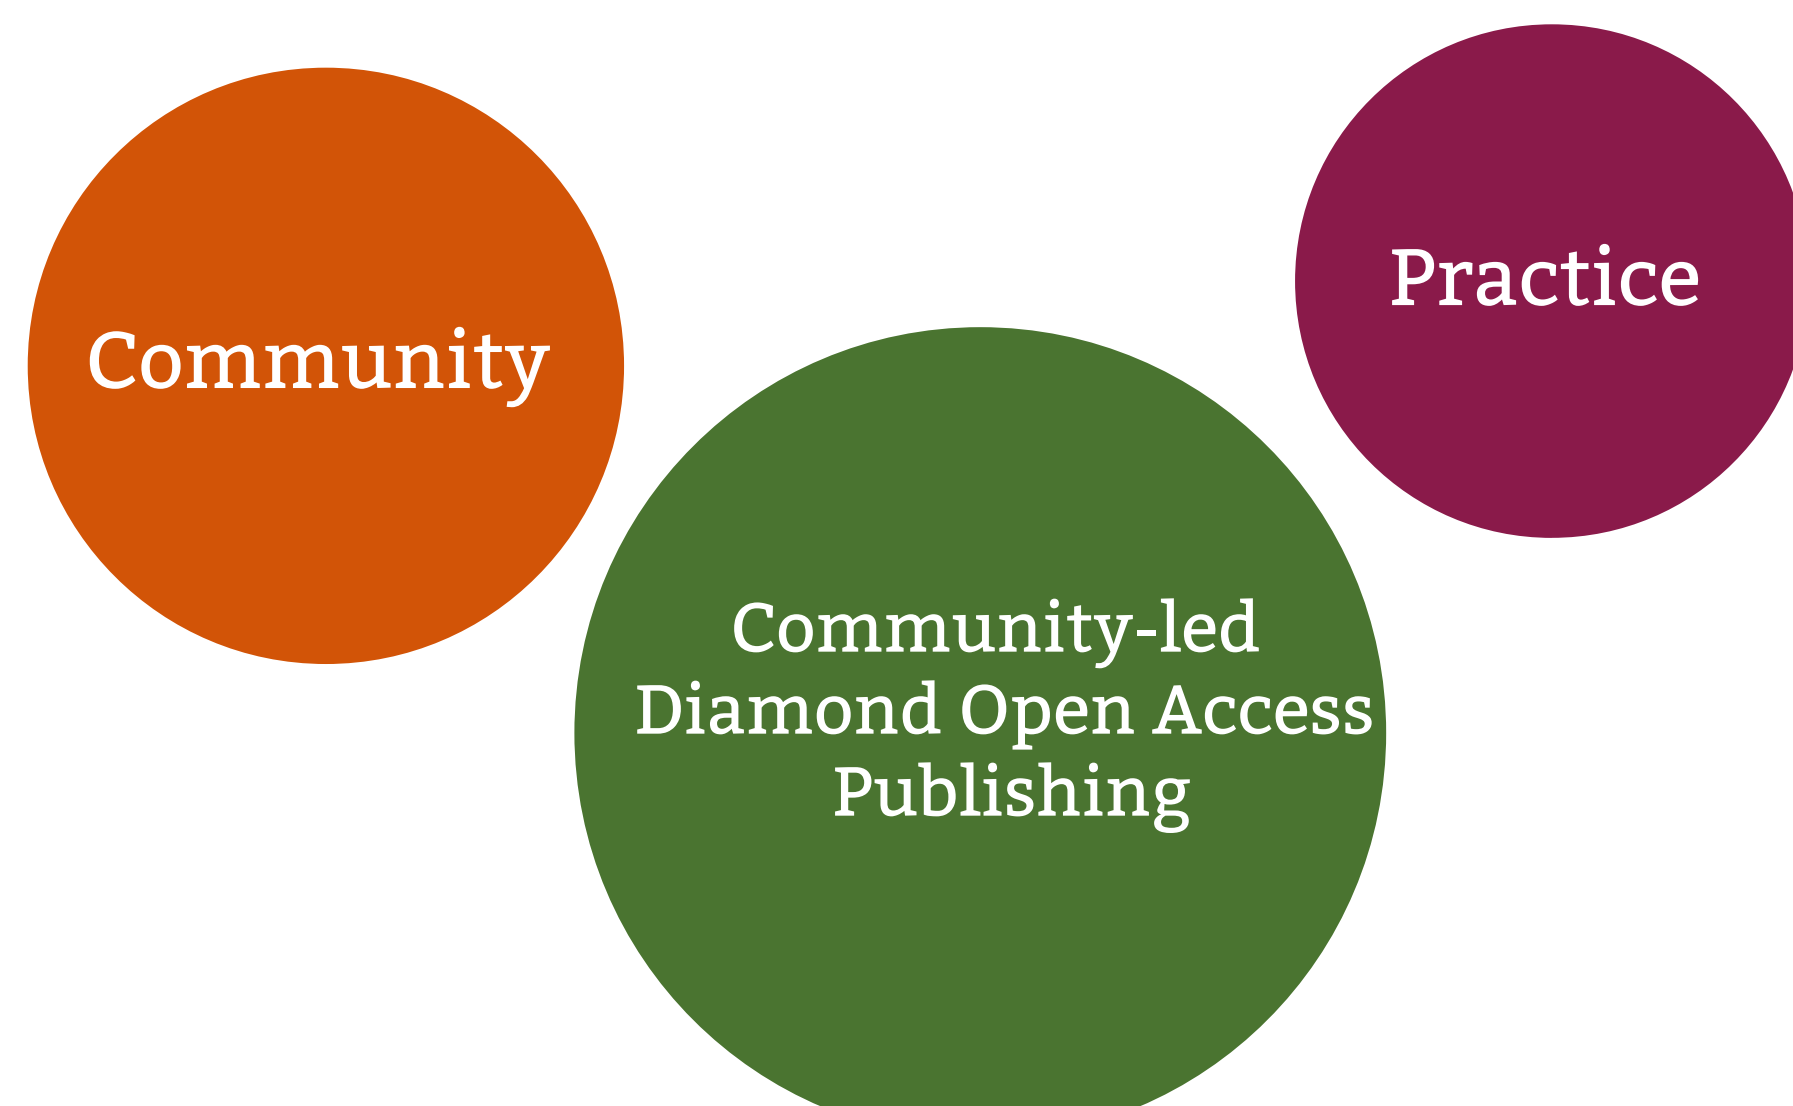 Community
Practice
Community-led
Diamond Open Access
Publishing